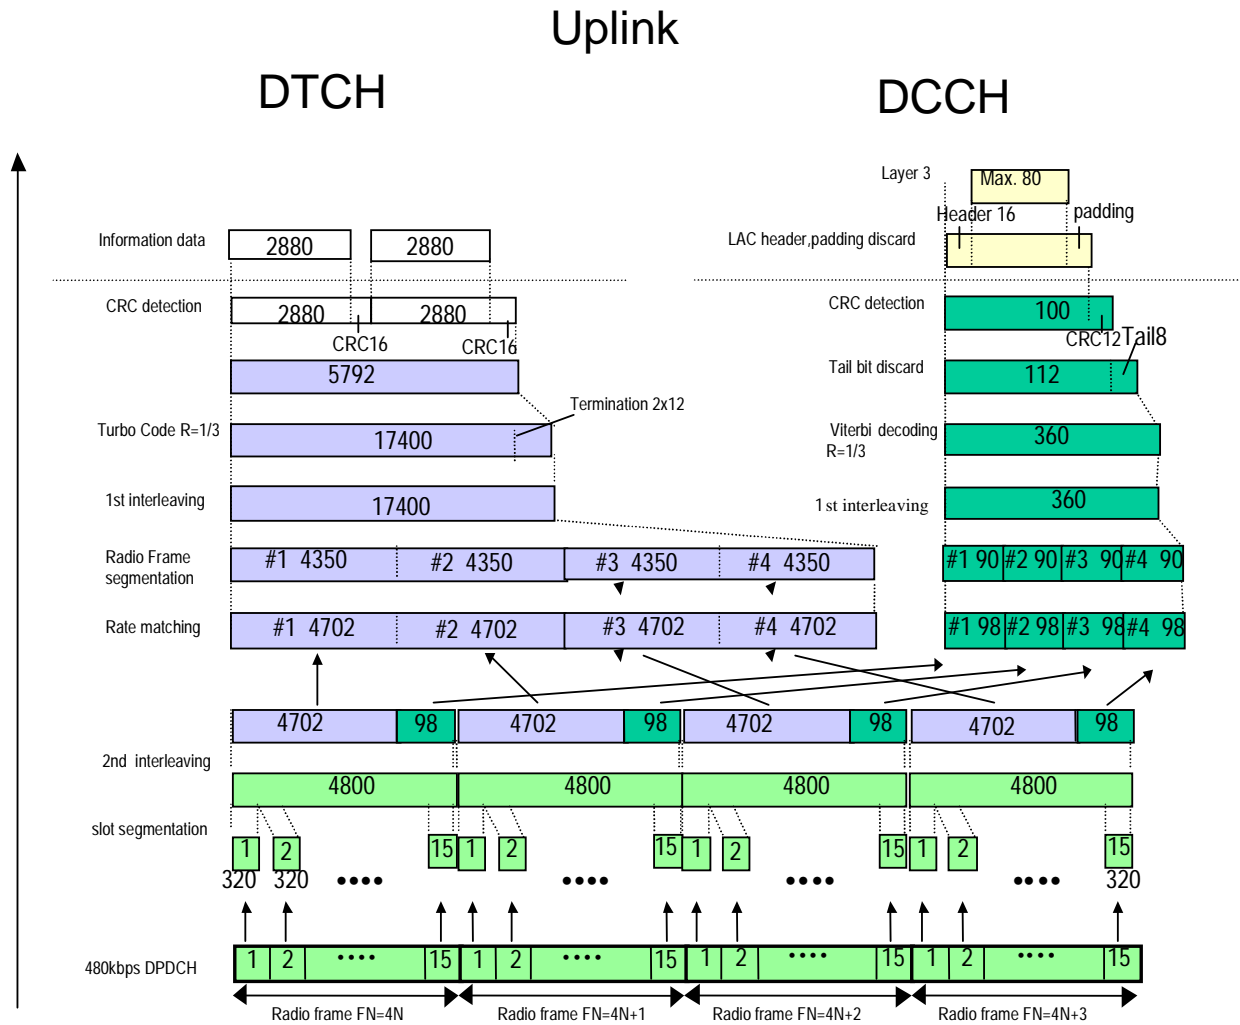 Uplink
DTCH
DCCH
Layer 3
Max. 80
Header 16
padding
Information data
2880
2880
LAC header,padding discard
CRC detection
2880
2880
CRC detection
100
CRC16
CRC16
CRC12
Tail8
5792
Tail bit discard
112
Termination 2x12
Turbo Code R=1/3
17400
Viterbi decoding
R=1/3
360
1st interleaving
17400
1st interleaving
360
Radio Frame
segmentation
#1 4350
#2 4350
#3 4350
#4 4350
#1 90
#2 90
#3 90
#4 90
Rate matching
#1 4702
#2 4702
#3 4702
#4 4702
#1 98
#2 98
#3 98
#4 98
4702
98
4702
98
4702
98
4702
98
2nd interleaving
4800
4800
4800
4800
slot segmentation
1
2
15
1
2
15
1
2
15
1
2
15
320
320
••••
••••
••••
••••
320
480kbps DPDCH
1
2
••••
15
1
2
••••
15
1
2
••••
15
1
2
••••
15
Radio frame FN=4N
Radio frame FN=4N+1
Radio frame FN=4N+2
Radio frame FN=4N+3